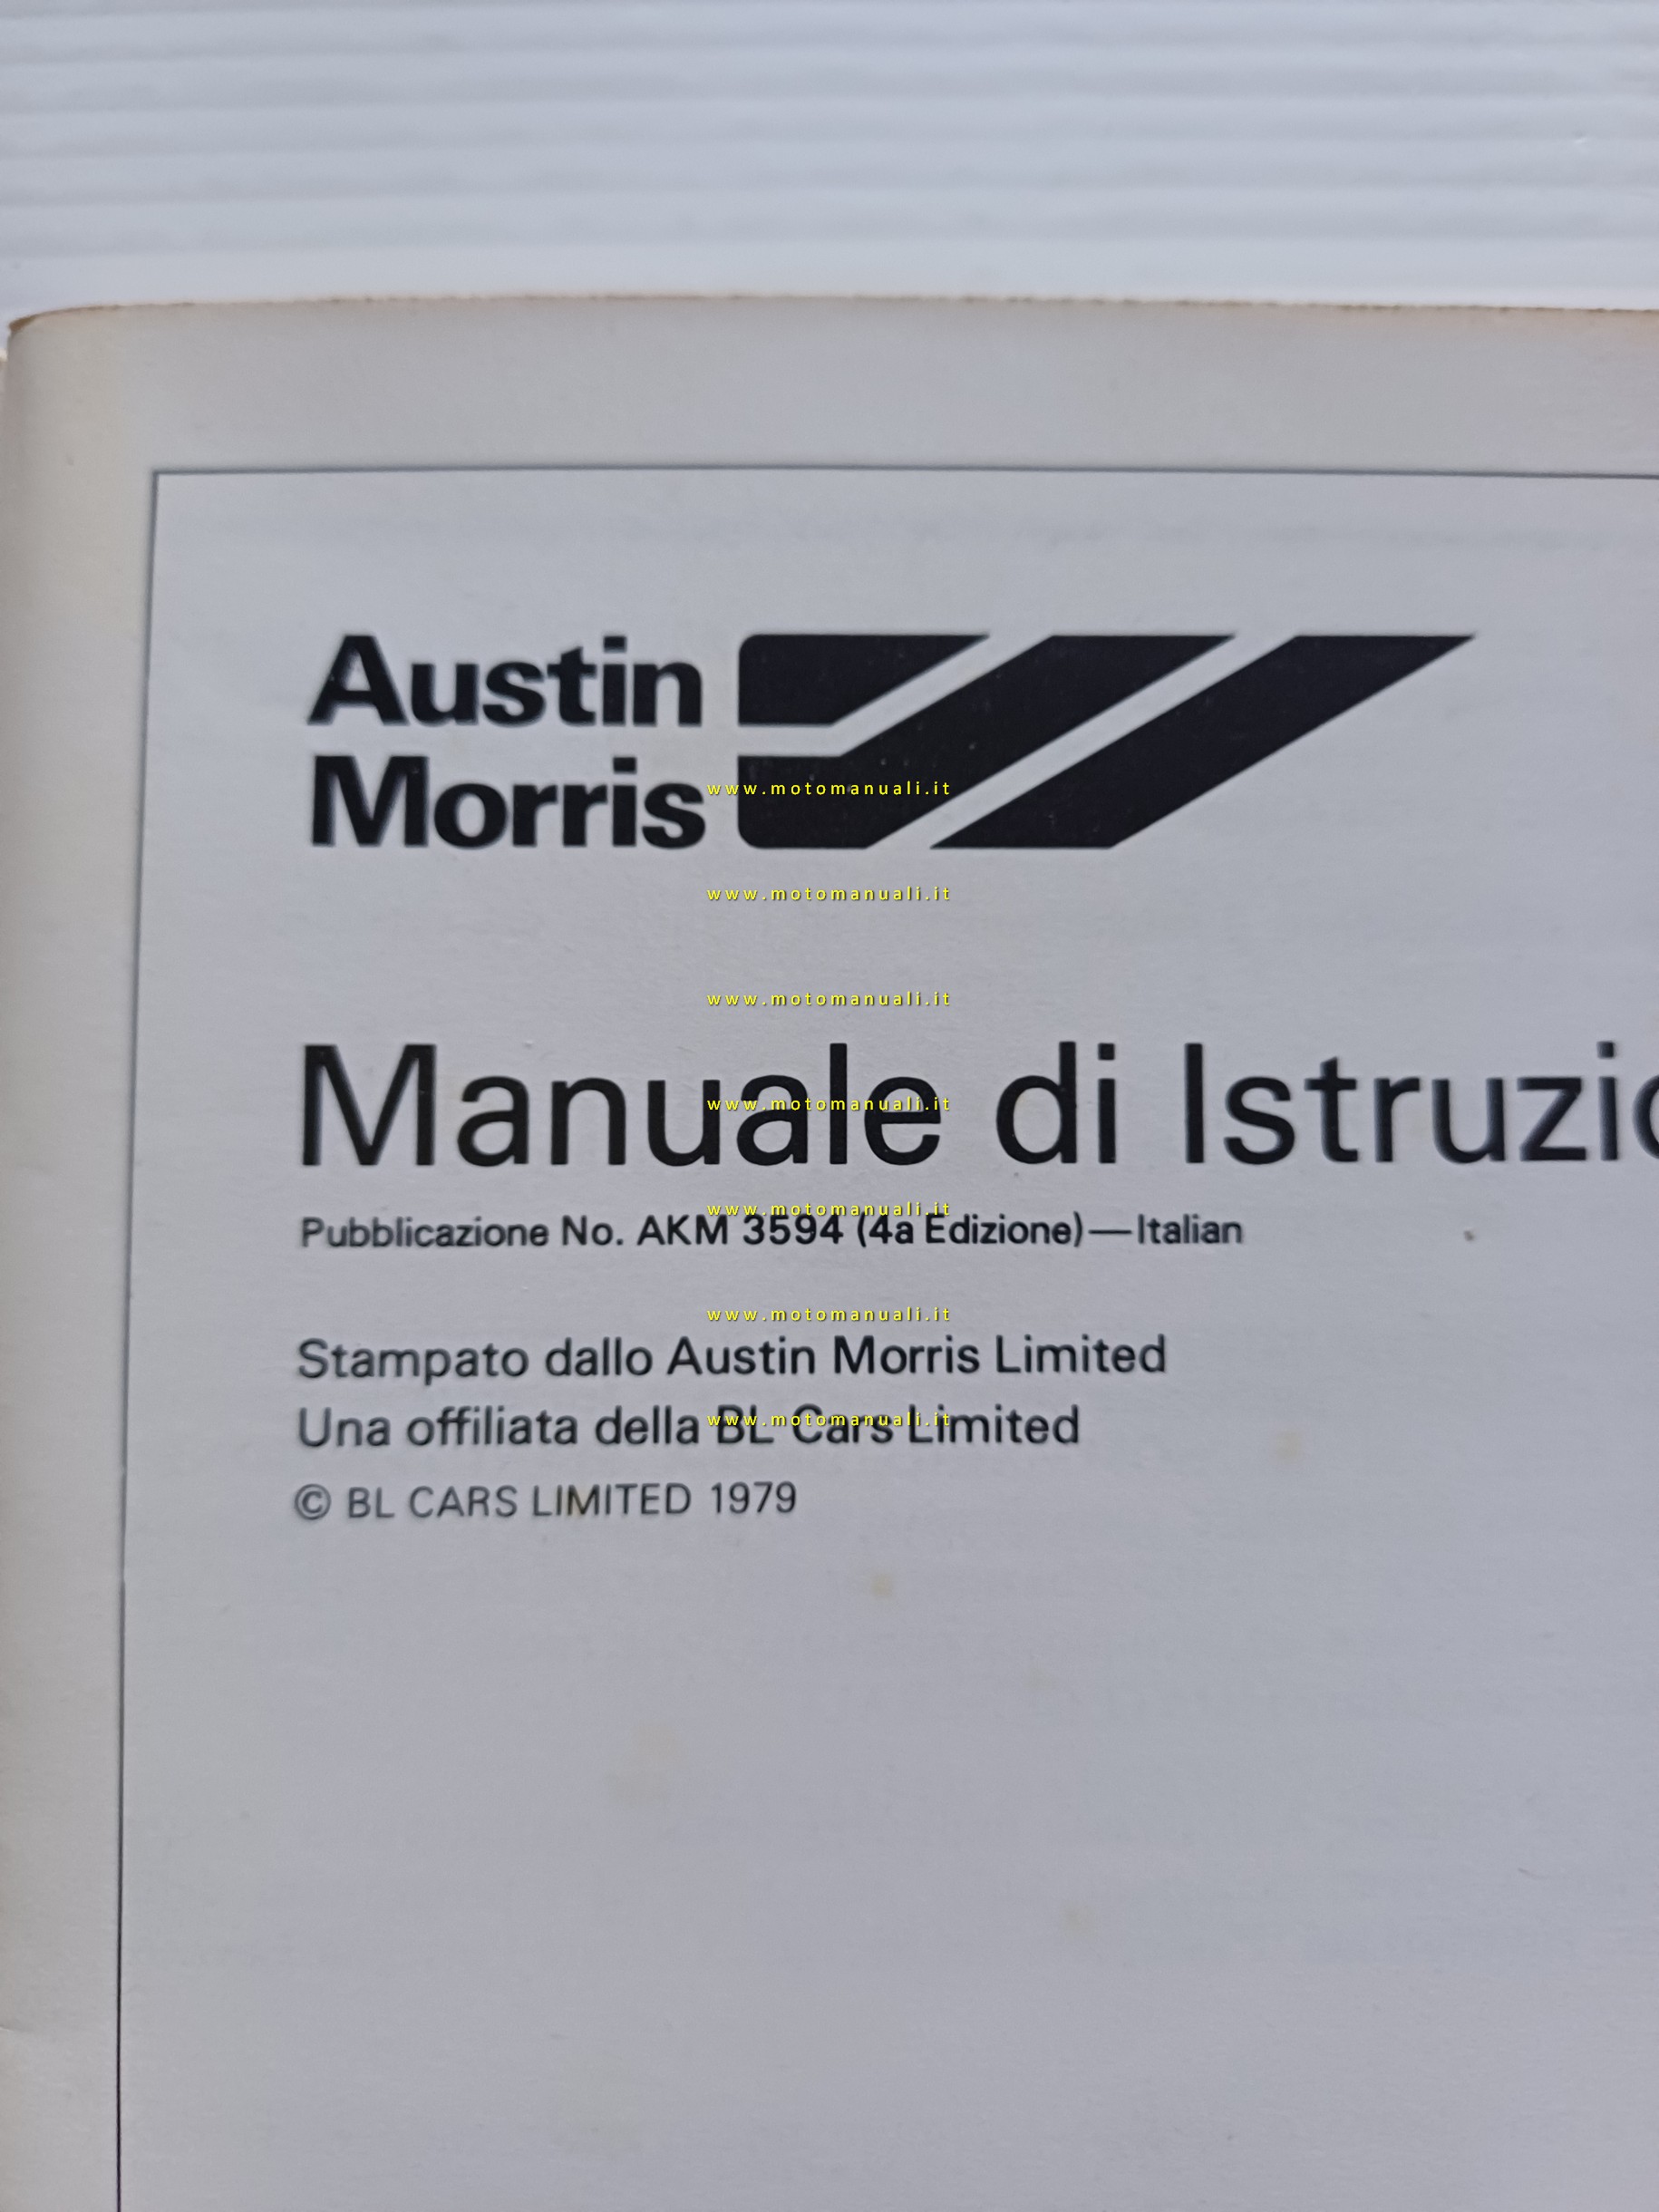 Austin
Morris
www.motomanuali.it
www.motomanuali.it
www.motomanuali.it
Manuale di Istruzio
www.motomanuali.it
www.motomanuali.it
Pubblicazione No. AKM 3594 (4a Edizione)—Italian
www.motomanuali.it
Stampato dallo Austin Morris Limited
Una offiliata della BL Cars Limited
www.motomanuali.it
© BL CARS LIMITED 1979